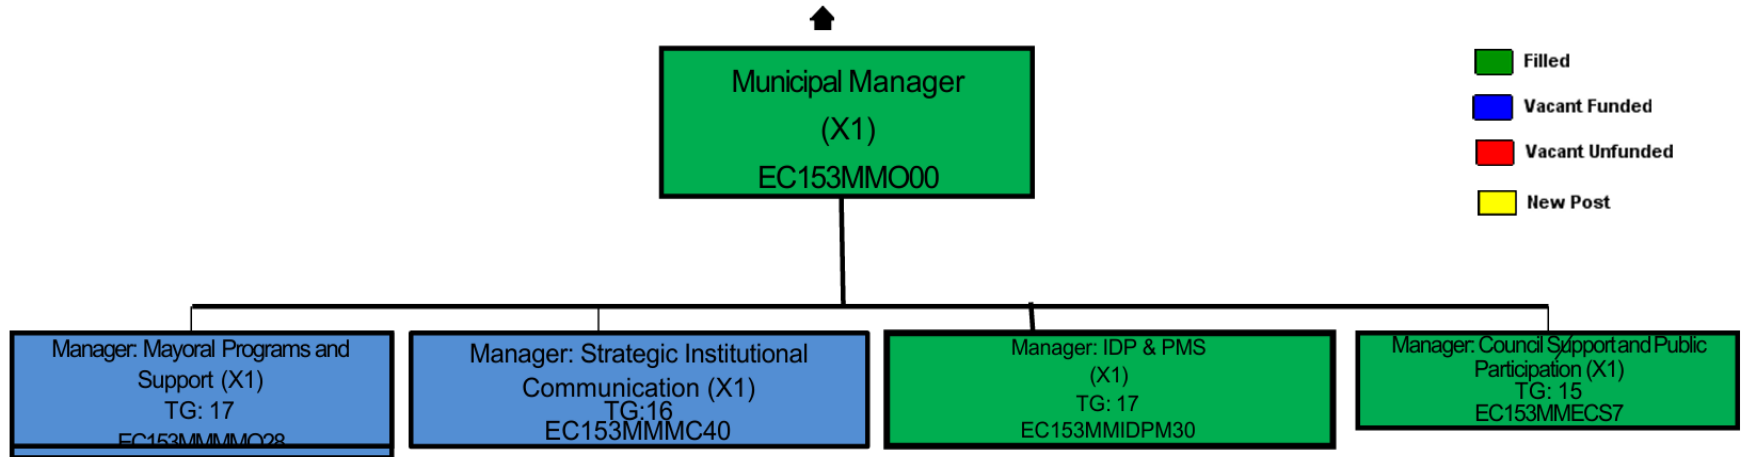 Municipal Manager
(X1)
EC153MMO00
Filled
Vacant Funded
Vacant Unfunded
New Post
Manager: Mayoral Programs and
Support (X1)
TG: 17
EC153MMMMO28
Manager: Strategic Institutional
Communication (X1)
TG:16
EC153MMMC40
Manager: IDP & PMS
(X1)
TG: 17
EC153MMIDPM30
Manager: Council Support and Public
Participation (X1)
TG: 15
EC153MMECS7